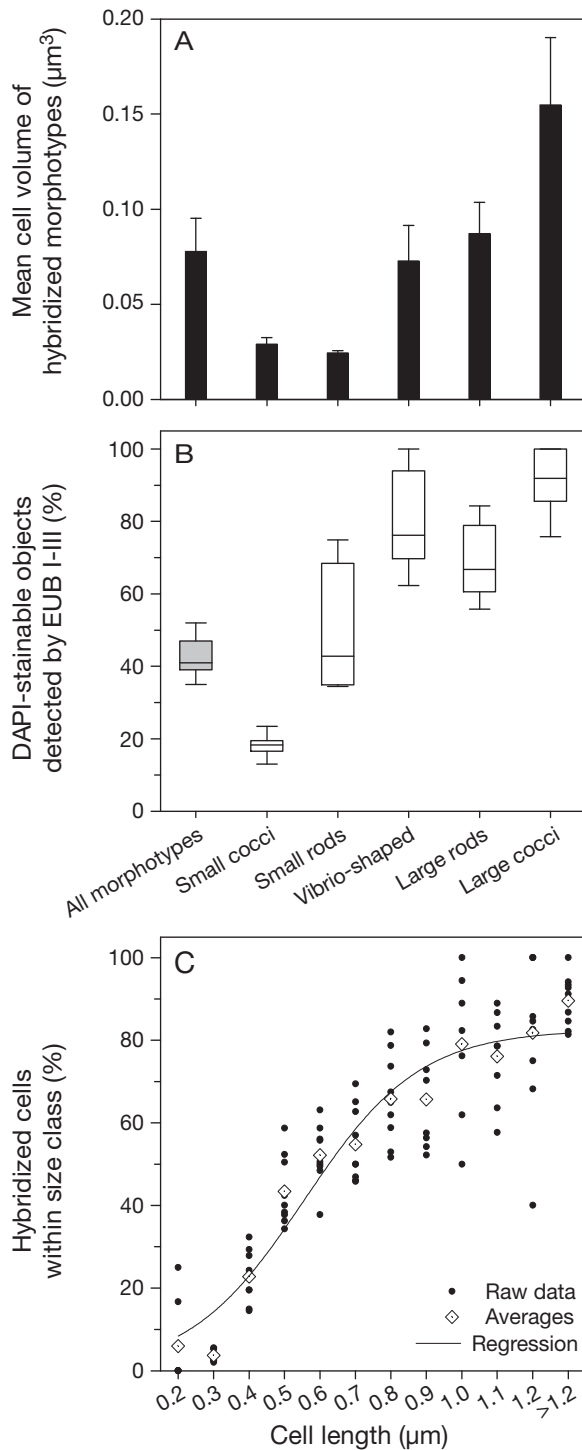 A
Mean cell volume of
hybridized morphotypes (µm³)
0.20
0.15
0.10
0.05
0.00
B
DAPI-stainable objects
detected by EUB I-III (%)
100
80
60
40
20
0
All morphotypes
Small cocci
Small rods
Vibrio-shaped
Large rods
Large cocci
C
Hybridized cells
within size class (%)
100
80
60
40
20
0
Raw data
Averages
Regression
0.2
0.3
0.4
0.5
0.6
0.7
0.8
0.9
1.0
1.1
1.2
>1.2
Cell length (µm)